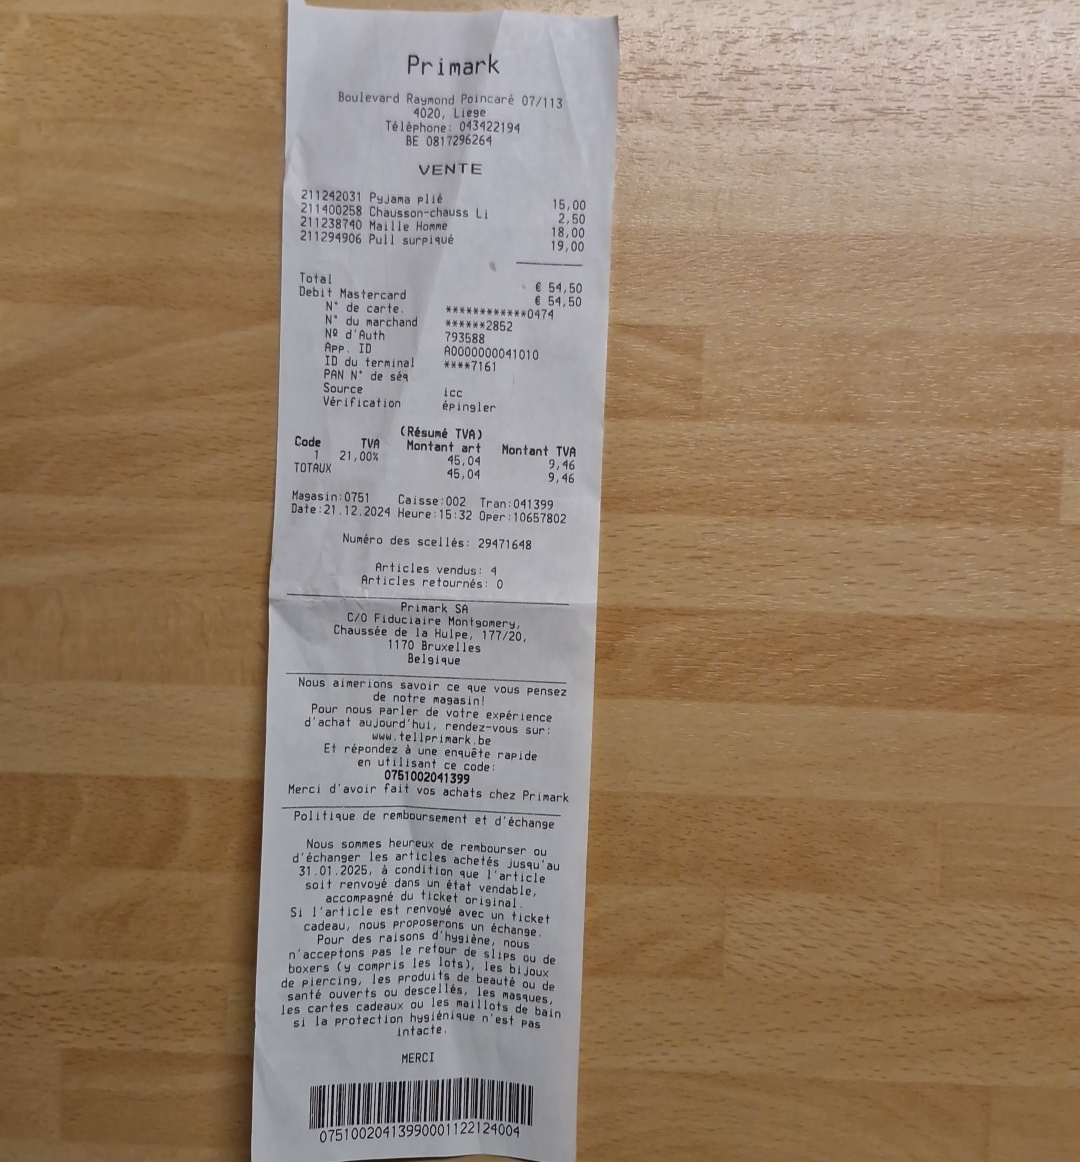 Primark
Boulevard Raymond Poincaré 07/113
4020, Liege
Téléphone: 043422194
BE 0817296264
VENTE
211242031 Pyjama plié 15,00
211400258 Chausson-chauss Li 2,50
211238740 Maille Homme 18,00
211294906 Pull surpiqué 19,00
Total € 54,50
Debit Mastercard € 54,50
N° de carte. ************0474
N° du marchand ******2852
Nº d'Auth 793588
App. ID A0000000041010
ID du terminal ****7161
PAN N° de séq
Source icc
Vérification épingler
(Résumé TVA)
Code TVA Montant art Montant TVA
1 21,00% 45,04 9,46
TOTAUX 45,04 9,46
Magasin:0751 Caisse:002 Tran:041399
Date:21.12.2024 Heure:15:32 Oper:10657802
Numéro des scellés: 29471648
Articles vendus: 4
Articles retournés: 0
Primark SA
C/O Fiduciaire Montgomery,
Chaussée de la Hulpe, 177/20,
1170 Bruxelles
Belgique
Nous aimerions savoir ce que vous pensez
de notre magasin!
Pour nous parler de votre expérience
d'achat aujourd'hui, rendez-vous sur:
www.tellprimark.be
Et répondez à une enquête rapide
en utilisant ce code:
0751002041399
Merci d'avoir fait vos achats chez Primark
Politique de remboursement et d'échange
Nous sommes heureux de rembourser ou
d'échanger les articles achetés jusqu'au
31.01.2025, à condition que l'article
soit renvoyé dans un état vendable,
accompagné du ticket original.
Si l'article est renvoyé avec un ticket
cadeau, nous proposerons un échange.
Pour des raisons d'hygiène, nous
n'acceptons pas le retour de slips ou de
boxers (y compris les lots), les bijoux
de piercing, les produits de beauté ou de
santé ouverts ou descellés, les masques,
les cartes cadeaux ou les maillots de bain
si la protection hygiénique n'est pas
intacte.
MERCI
07510020413990001122124004